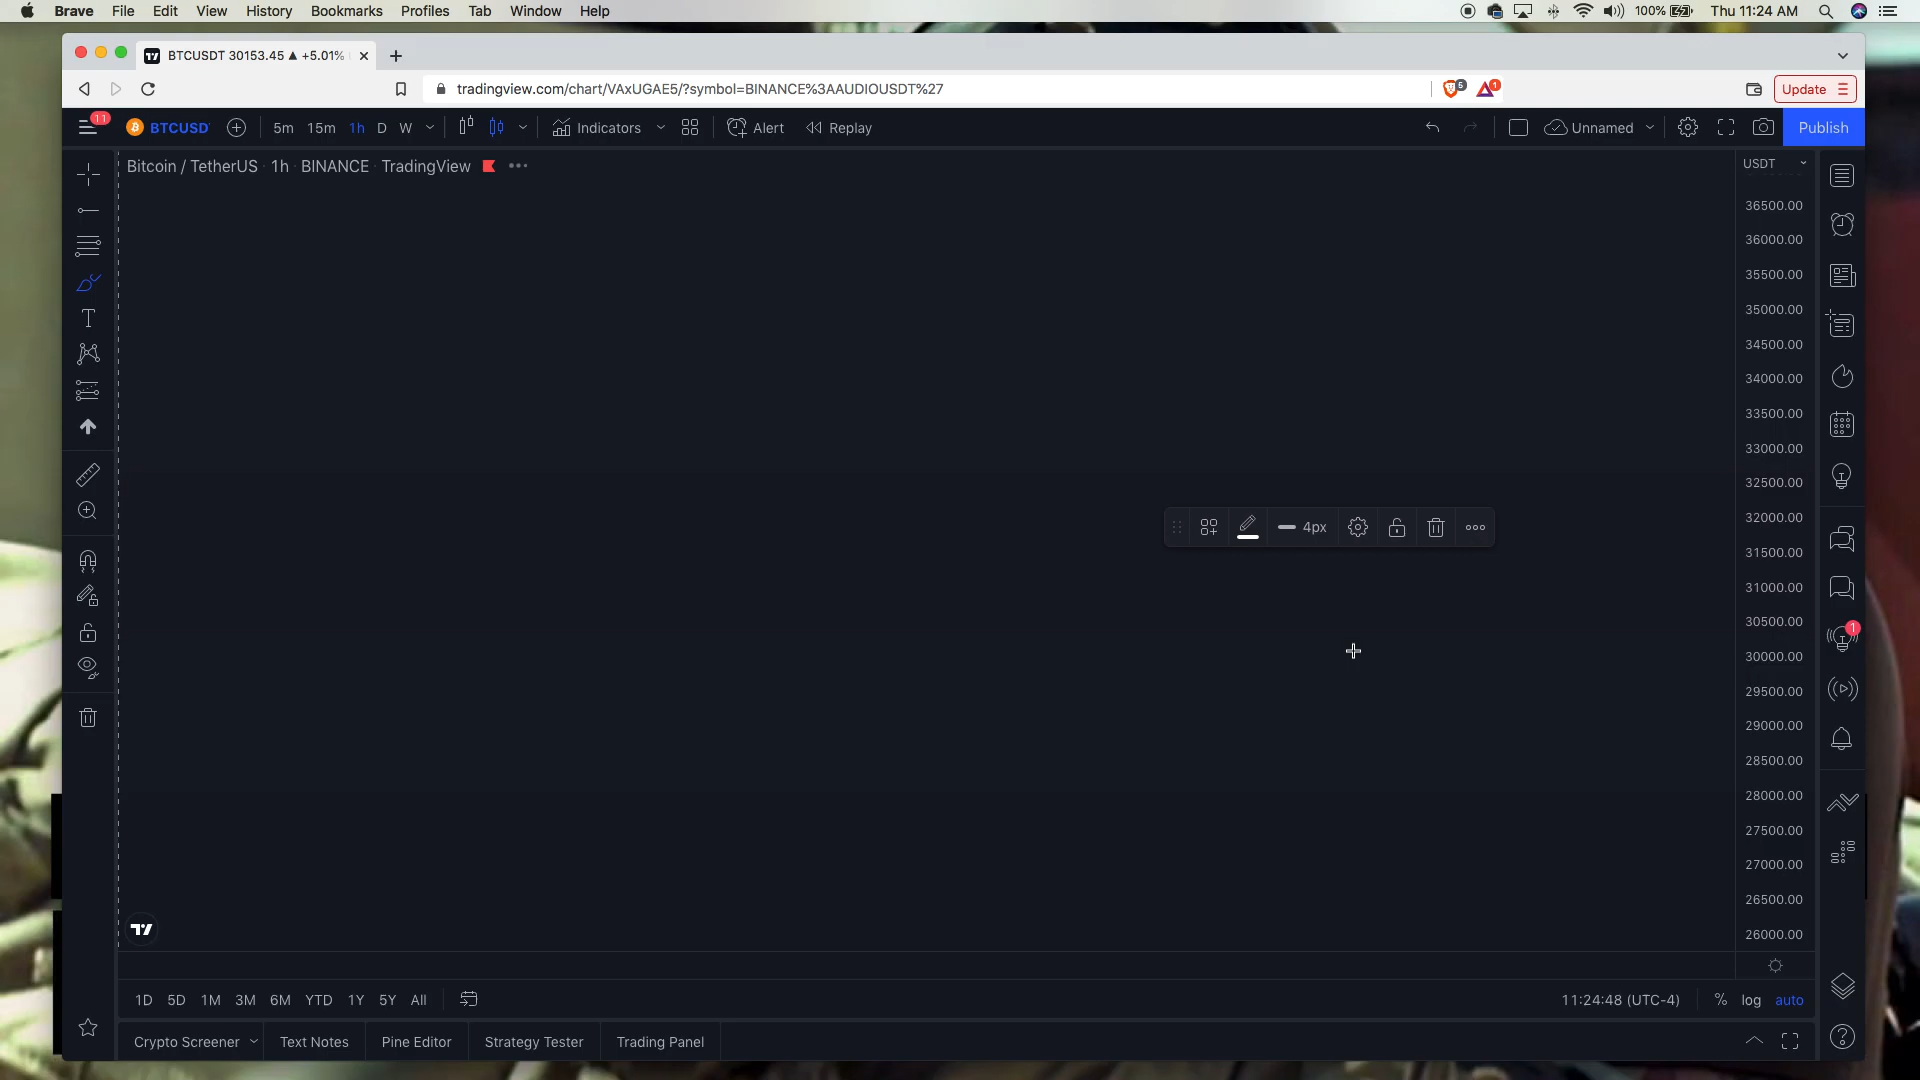 Brave File Edit View History Bookmarks Profiles Tab Window Help 100% Thu 11:24 AM
BTCUSDT 30153.45 ▲ +5.01%
tradingview.com/chart/VAxUGAE5/?symbol=BINANCE%3AAUDIOUSDT%27 5 1 Update
11 BTCUSD 5m 15m 1h D W Indicators Alert Replay Unnamed Publish
Bitcoin / TetherUS · 1h · BINANCE · TradingView
USDT
36500.00
36000.00
35500.00
35000.00
34500.00
34000.00
33500.00
33000.00
32500.00
32000.00
4px
31500.00
31000.00
30500.00
1
30000.00
29500.00
29000.00
28500.00
28000.00
27500.00
27000.00
26500.00
26000.00
1D 5D 1M 3M 6M YTD 1Y 5Y All 11:24:48 (UTC-4) % log auto
Crypto Screener Text Notes Pine Editor Strategy Tester Trading Panel